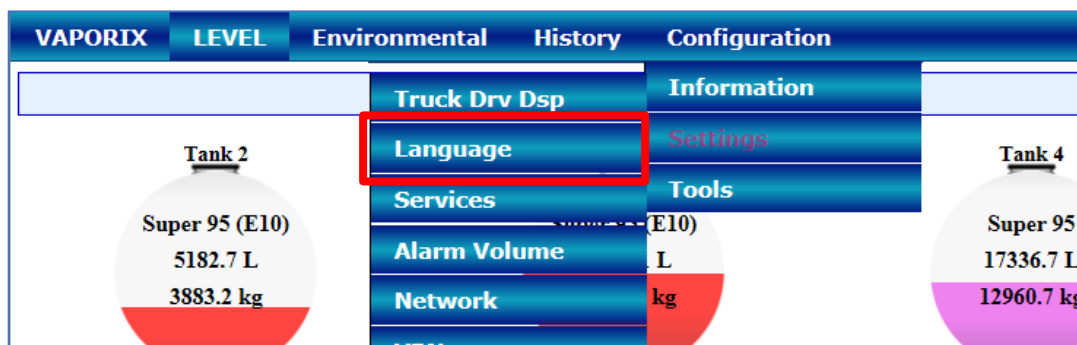 VAPORIX LEVEL Environmental History Configuration
Truck Drv Dsp
Language
Services
Alarm Volume
Network
Information
Settings
Tools
Tank 2
Super 95 (E10)
5182.7 L
3883.2 kg
(E10)
L
kg
Tank 4
Super 95
17336.7 L
12960.7 kg